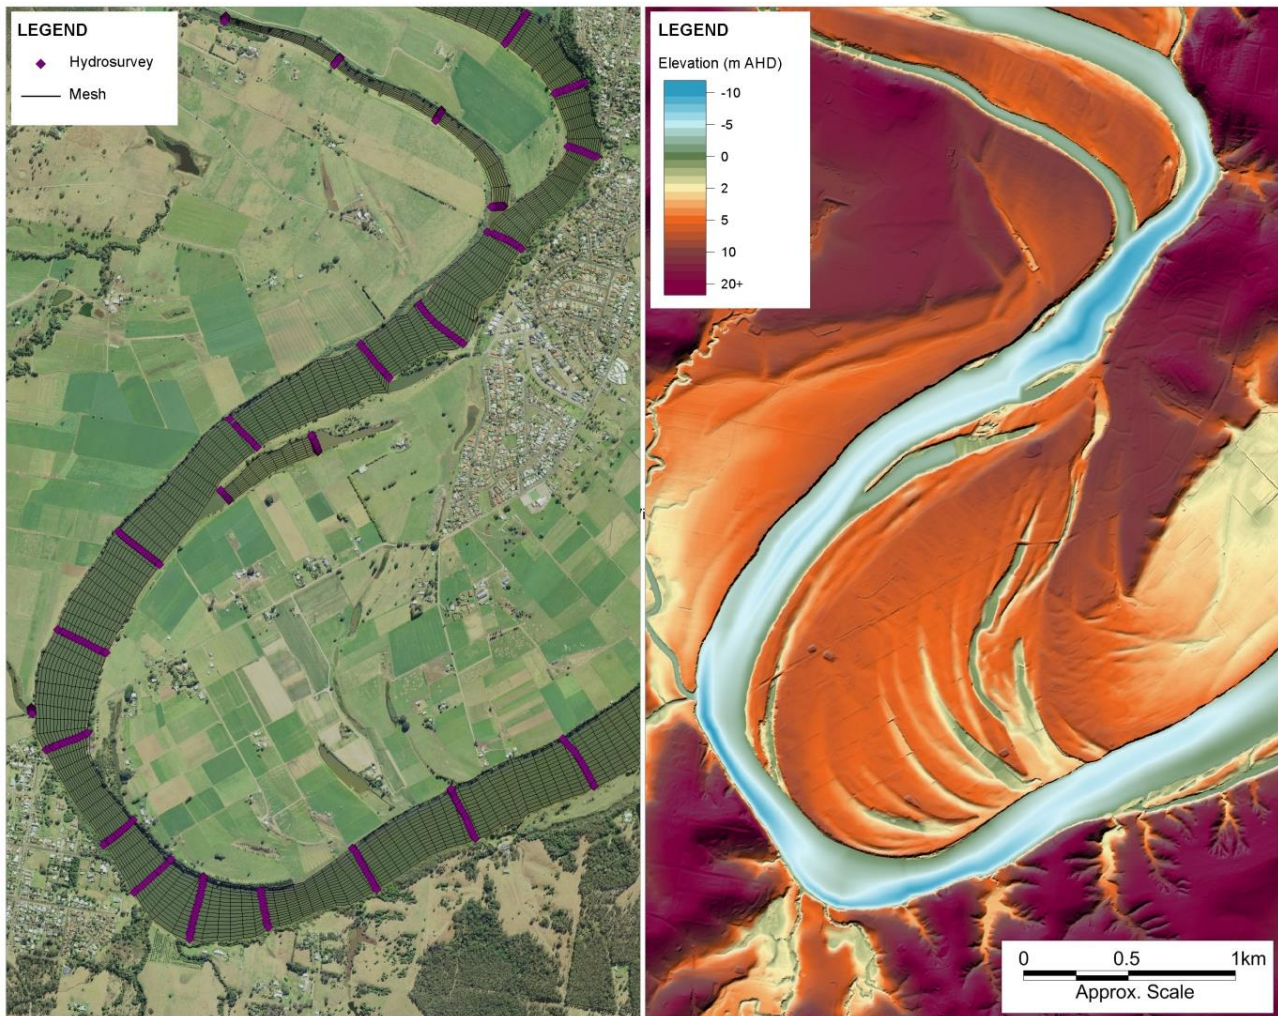 LEGEND
Hydrosurvey
Mesh
LEGEND
Elevation (m AHD)
-10
-5
0
2
5
10
20+
0 0.5 1km
Approx. Scale